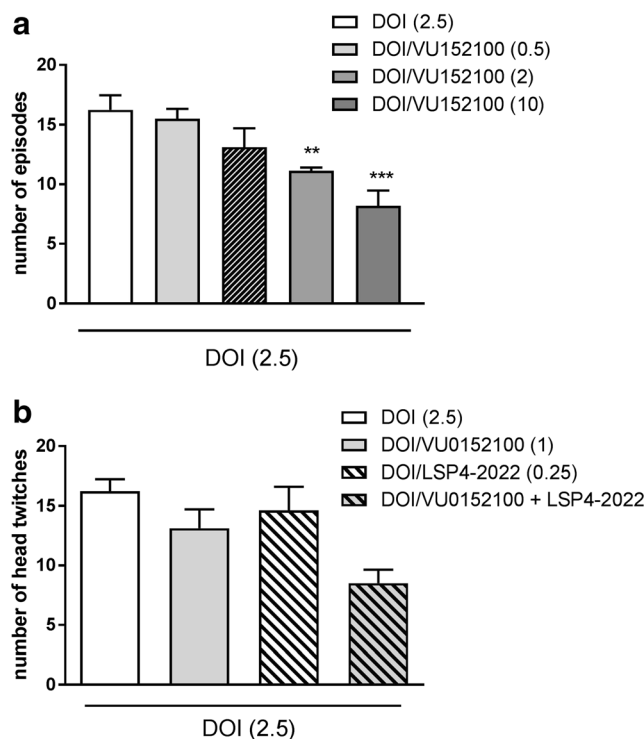 a
DOI (2.5)
DOI/VU152100 (0.5)
DOI/VU152100 (2)
DOI/VU152100 (10)
number of episodes
20
15
10
5
0
**
***
DOI (2.5)
b
DOI (2.5)
DOI/VU0152100 (1)
DOI/LSP4-2022 (0.25)
DOI/VU0152100 + LSP4-2022
number of head twitches
20
15
10
5
0
DOI (2.5)